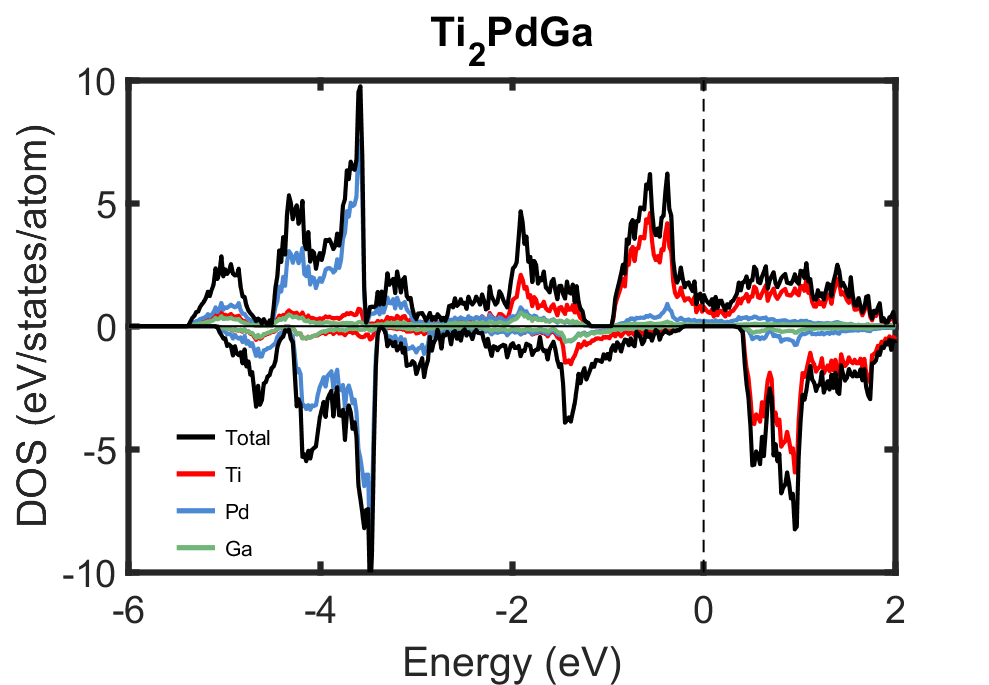 Ti₂PdGa
DOS (eV/states/atom)
10
5
0
-5
-10
Total
Ti
Pd
Ga
-6 -4 -2 0 2
Energy (eV)